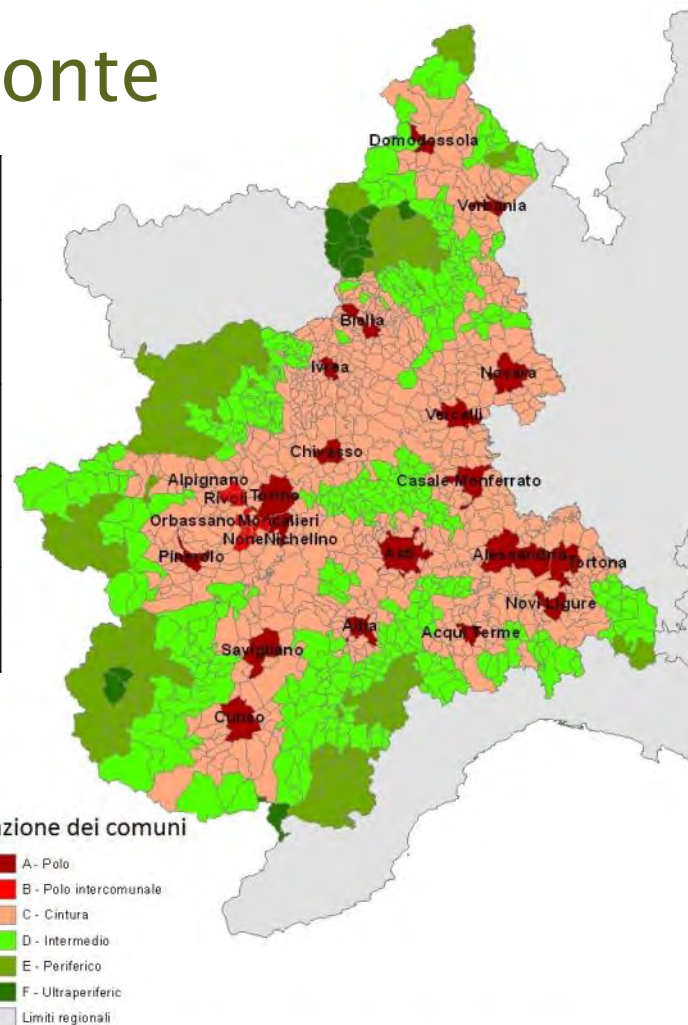 onte
Domodossola
Verbania
Biella
Ivrea
Novara
Vercelli
Chivasso
Casale Monferrato
Alpignano
Rivoli Torino
Orbassano Moncalieri
None Nichelino
Pinerolo
Asti
Alessandria
Tortona
Novi Ligure
Alba
Acqui Terme
Savigliano
Cuneo
azione dei comuni
A - Polo
B - Polo intercomunale
C - Cintura
D - Intermedio
E - Periferico
F - Ultraperiferic
Limiti regionali